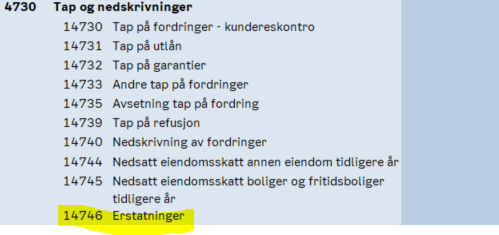 4730 Tap og nedskrivninger
14730 Tap på fordringer - kundereskontro
14731 Tap på utlån
14732 Tap på garantier
14733 Andre tap på fordringer
14735 Avsetning tap på fordring
14739 Tap på refusjon
14740 Nedskrivning av fordringer
14744 Nedsatt eiendomsskatt annen eiendom tidligere år
14745 Nedsatt eiendomsskatt boliger og fritidsboliger
tidligere år
14746 Erstatninger